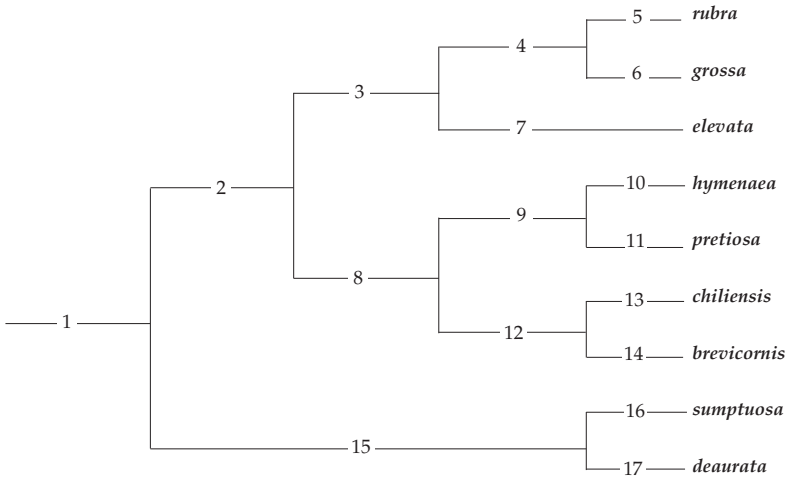 5 rubra
4
6 grossa
3
7 elevata
2
10 hymenaea
9
11 pretiosa
8
13 chiliensis
12
14 brevicornis
1
16 sumptuosa
15
17 deaurata